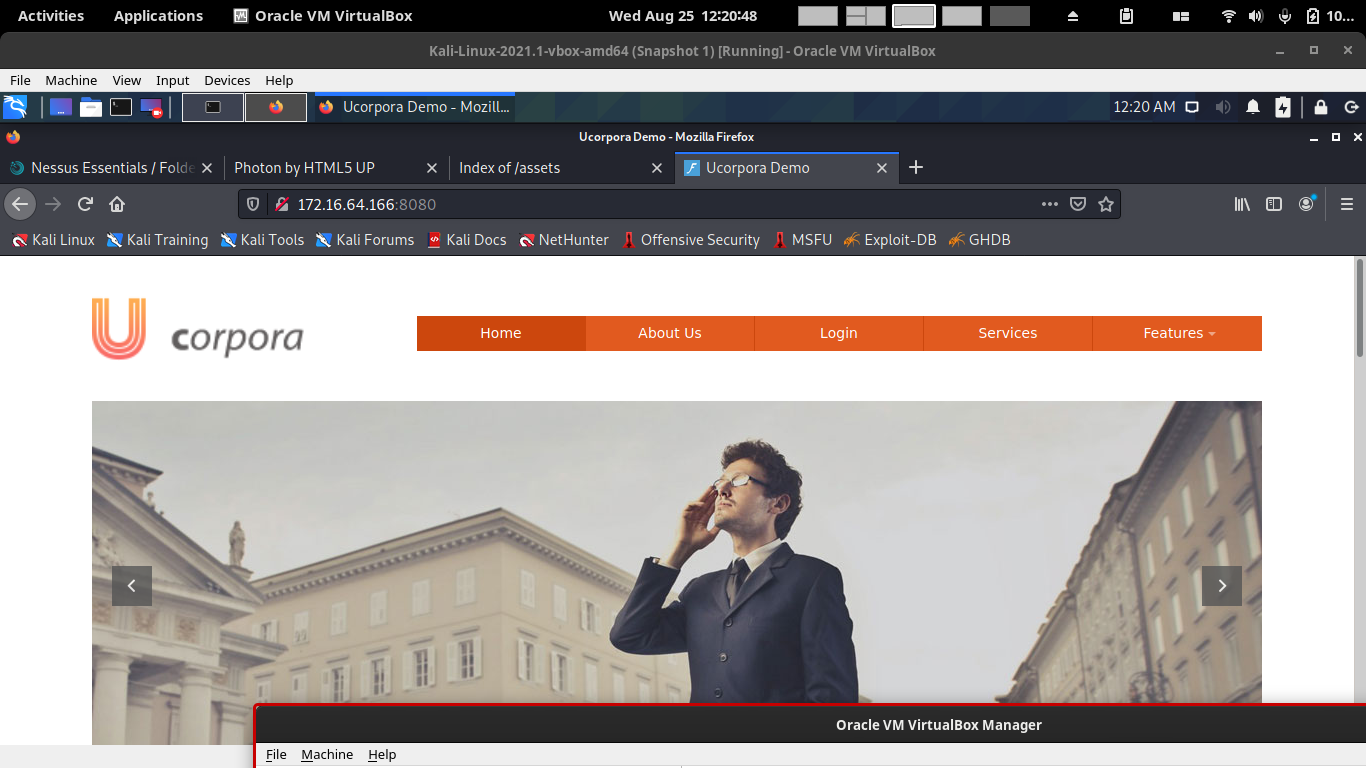 Activities Applications Oracle VM VirtualBox Wed Aug 25 12:20:48 10...
Kali-Linux-2021.1-vbox-amd64 (Snapshot 1) [Running] - Oracle VM VirtualBox
File Machine View Input Devices Help
Ucorpora Demo - Mozill... 12:20 AM
Ucorpora Demo - Mozilla Firefox
Nessus Essentials / Folde Photon by HTML5 UP Index of /assets Ucorpora Demo
172.16.64.166:8080
Kali Linux Kali Training Kali Tools Kali Forums Kali Docs NetHunter Offensive Security MSFU Exploit-DB GHDB
U corpora
Home About Us Login Services Features
Oracle VM VirtualBox Manager
File Machine Help